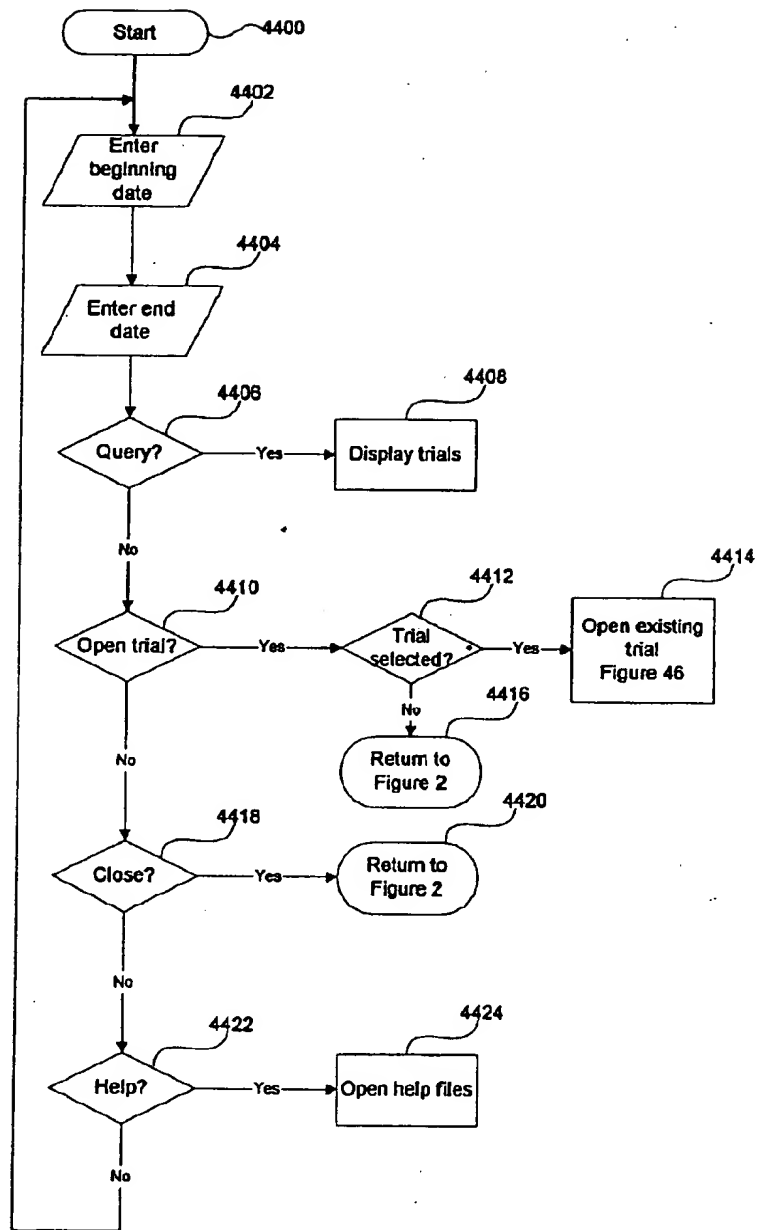 Start
4400
4402
Enter
beginning
date
4404
Enter end
date
4406
4408
Query?
Yes
Display trials
No
4410
4412
4414
Open trial?
Yes
Trial
selected?
Yes
Open existing
trial
Figure 46
No
4416
No
Return to
Figure 2
4418
4420
Close?
Yes
Return to
Figure 2
No
4422
4424
Help?
Yes
Open help files
No